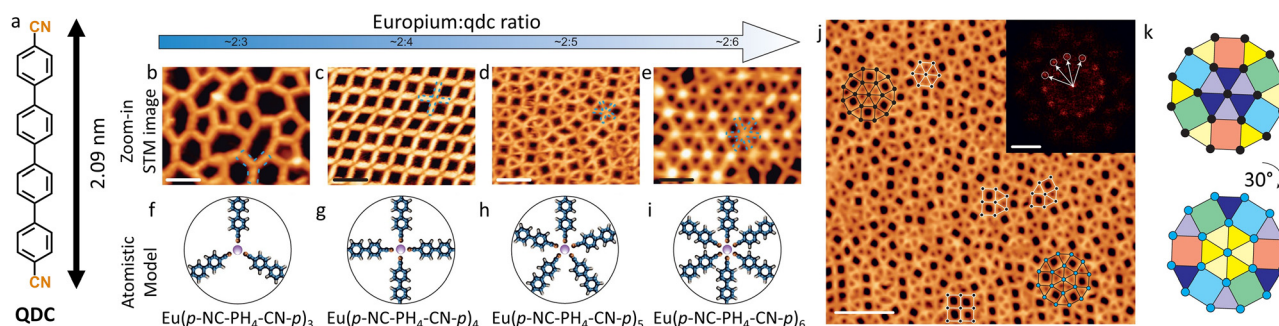 a
CN
2.09 nm
CN
QDC
Europium:qdc ratio
~2:3
~2:4
~2:5
~2:6
Zoom-in
STM image
b
c
d
e
Atomistic
Model
f
g
h
i
Eu(p-NC-PH₄-CN-p)₃
Eu(p-NC-PH₄-CN-p)₄
Eu(p-NC-PH₄-CN-p)₅
Eu(p-NC-PH₄-CN-p)₆
j
k
30°